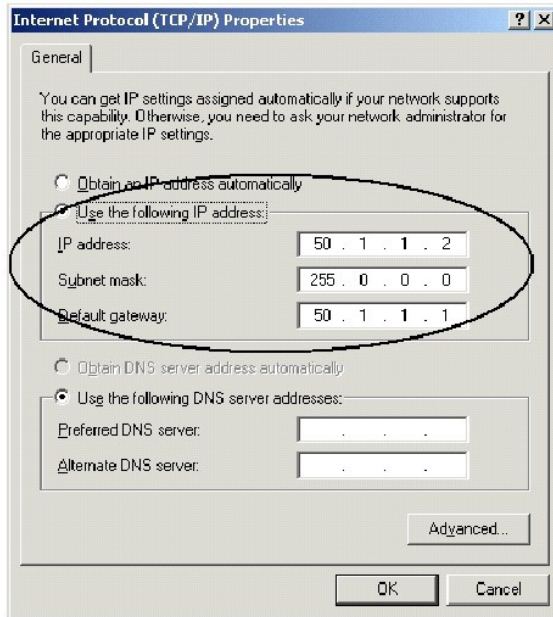 Internet Protocol (TCP/IP) Properties
General
You can get IP settings assigned automatically if your network supports
this capability. Otherwise, you need to ask your network administrator for
the appropriate IP settings.
Obtain an IP address automatically
Use the following IP address:
IP address: 50 . 1 . 1 . 2
Subnet mask: 255 . 0 . 0 . 0
Default gateway: 50 . 1 . 1 . 1
Obtain DNS server address automatically
Use the following DNS server addresses:
Preferred DNS server: . . .
Alternate DNS server: . . .
Advanced...
OK Cancel